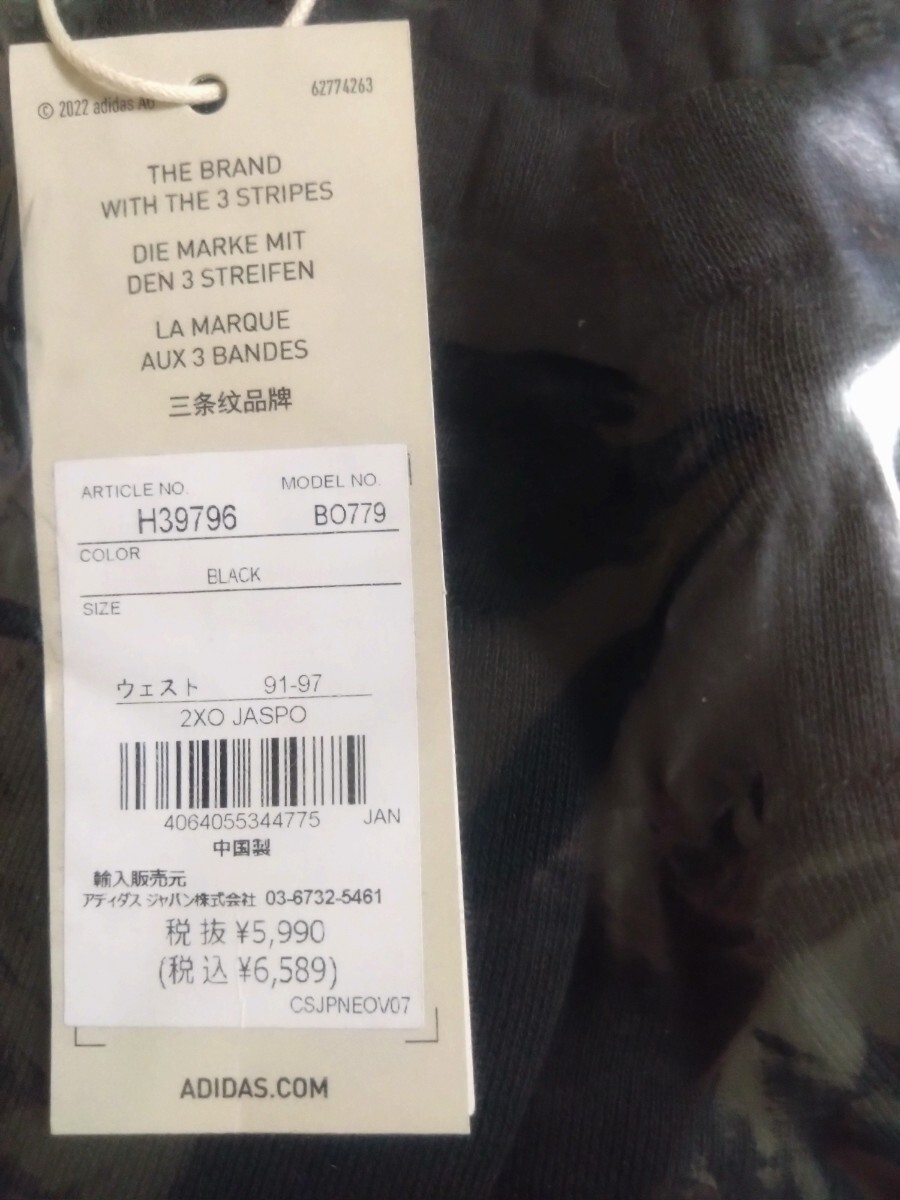 © 2022 adidas AG
62774263
THE BRAND
WITH THE 3 STRIPES
DIE MARKE MIT
DEN 3 STREIFEN
LA MARQUE
AUX 3 BANDES
三条纹品牌
ARTICLE NO. MODEL NO.
H39796 BO779
COLOR
BLACK
SIZE
ウェスト 91-97
2XO JASPO
4064055344775 JAN
中国製
輸入販売元
アディダス ジャパン株式会社 03-6732-5461
税抜 ¥5,990
(税込 ¥6,589)
CSJPNEOV07
ADIDAS.COM